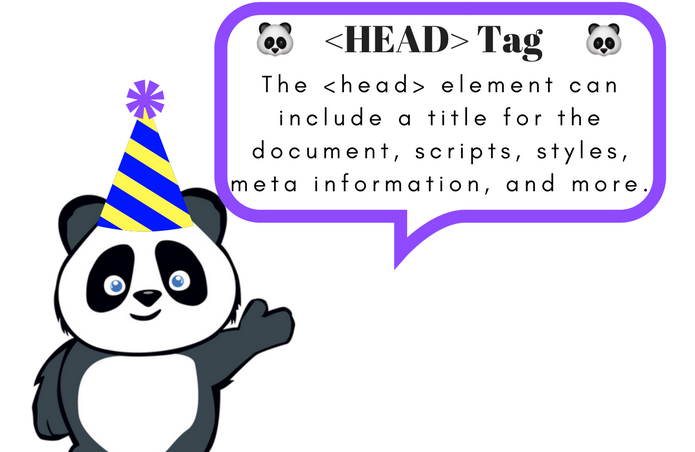 <HEAD> Tag
The <head> element can
include a title for the
document, scripts, styles,
meta information, and more.